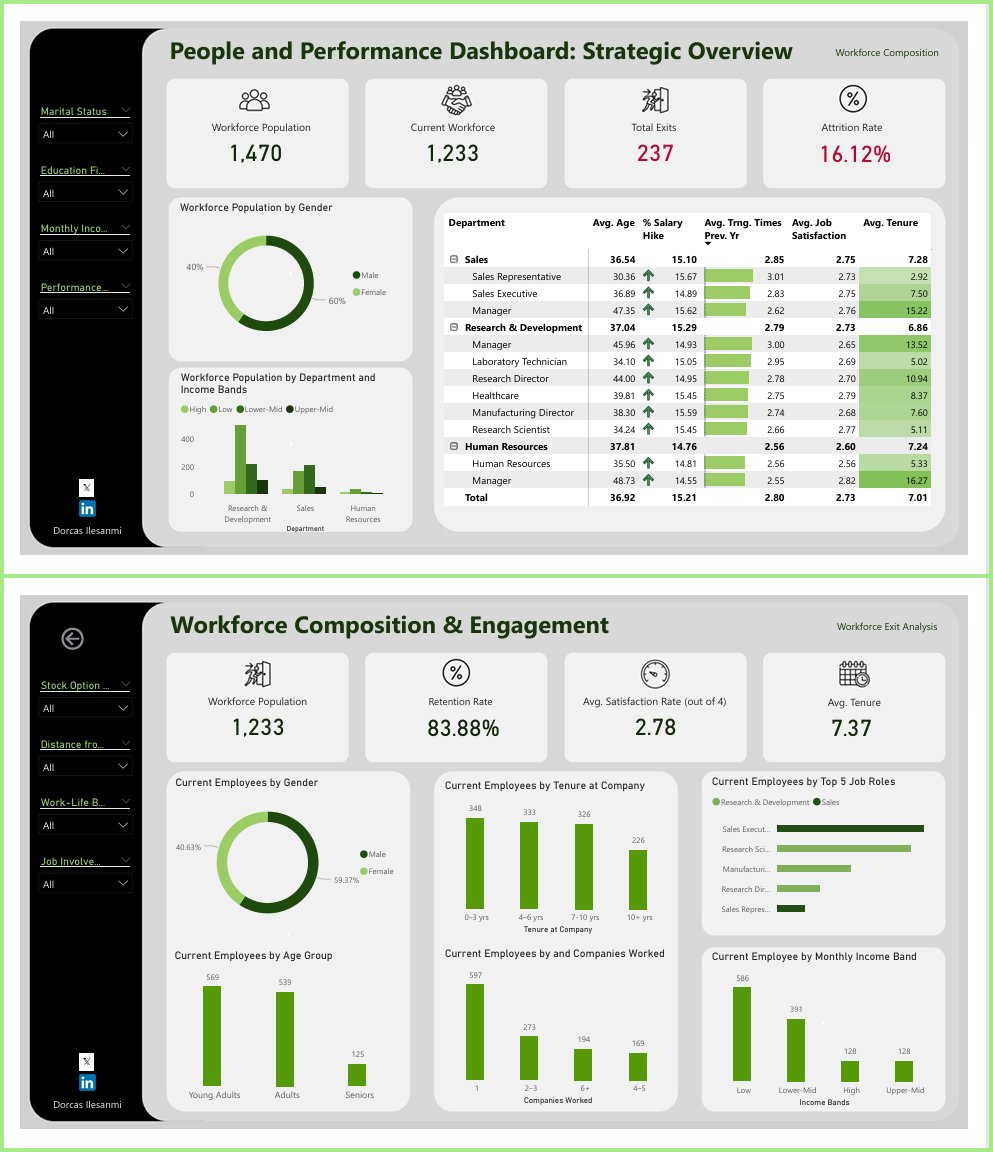 People and Performance Dashboard: Strategic Overview
Workforce Composition
Marital Status
All
Education Fi...
All
Monthly Inco...
All
Performance...
All
in
Dorcas Ilesanmi
Workforce Population
1,470
Current Workforce
1,233
Total Exits
237
Attrition Rate
16.12%
Workforce Population by Gender
40%
60%
Male
Female
Workforce Population by Department and
Income Bands
High Low Lower-Mid Upper-Mid
400
200
0
Research &
Development
Sales
Human
Resources
Department
Department Avg. Age % Salary Hike Avg. Trng. Times Prev. Yr Avg. Job Satisfaction Avg. Tenure
Sales 36.54 15.10 2.85 2.75 7.28
Sales Representative 30.36 15.67 3.01 2.73 2.92
Sales Executive 36.89 14.89 2.83 2.75 7.50
Manager 47.35 15.62 2.62 2.76 15.22
Research & Development 37.04 15.29 2.79 2.73 6.86
Manager 45.96 14.93 3.00 2.65 13.52
Laboratory Technician 34.10 15.05 2.95 2.69 5.02
Research Director 44.00 14.95 2.78 2.70 10.94
Healthcare 39.81 15.45 2.75 2.79 8.37
Manufacturing Director 38.30 15.59 2.74 2.68 7.60
Research Scientist 34.24 15.45 2.66 2.77 5.11
Human Resources 37.81 14.76 2.56 2.60 7.24
Human Resources 35.50 14.81 2.56 2.56 5.33
Manager 48.73 14.55 2.55 2.82 16.27
Total 36.92 15.21 2.80 2.73 7.01
Workforce Composition & Engagement
Workforce Exit Analysis
Stock Option ...
All
Distance fro...
All
Work-Life B...
All
Job Involve...
All
in
Dorcas Ilesanmi
Workforce Population
1,233
Retention Rate
83.88%
Avg. Satisfaction Rate (out of 4)
2.78
Avg. Tenure
7.37
Current Employees by Gender
40.63%
59.37%
Male
Female
Current Employees by Age Group
569
539
125
Young Adults
Adults
Seniors
Current Employees by Tenure at Company
348
333
326
226
0–3 yrs
4–6 yrs
7-10 yrs
10+ yrs
Tenure at Company
Current Employees by and Companies Worked
597
273
194
169
1
2–3
6+
4–5
Companies Worked
Current Employees by Top 5 Job Roles
Research & Development Sales
Sales Execut...
Research Sci...
Manufacturi...
Research Dir...
Sales Repres...
Current Employee by Monthly Income Band
586
391
128
128
Low
Lower-Mid
High
Upper-Mid
Income Bands